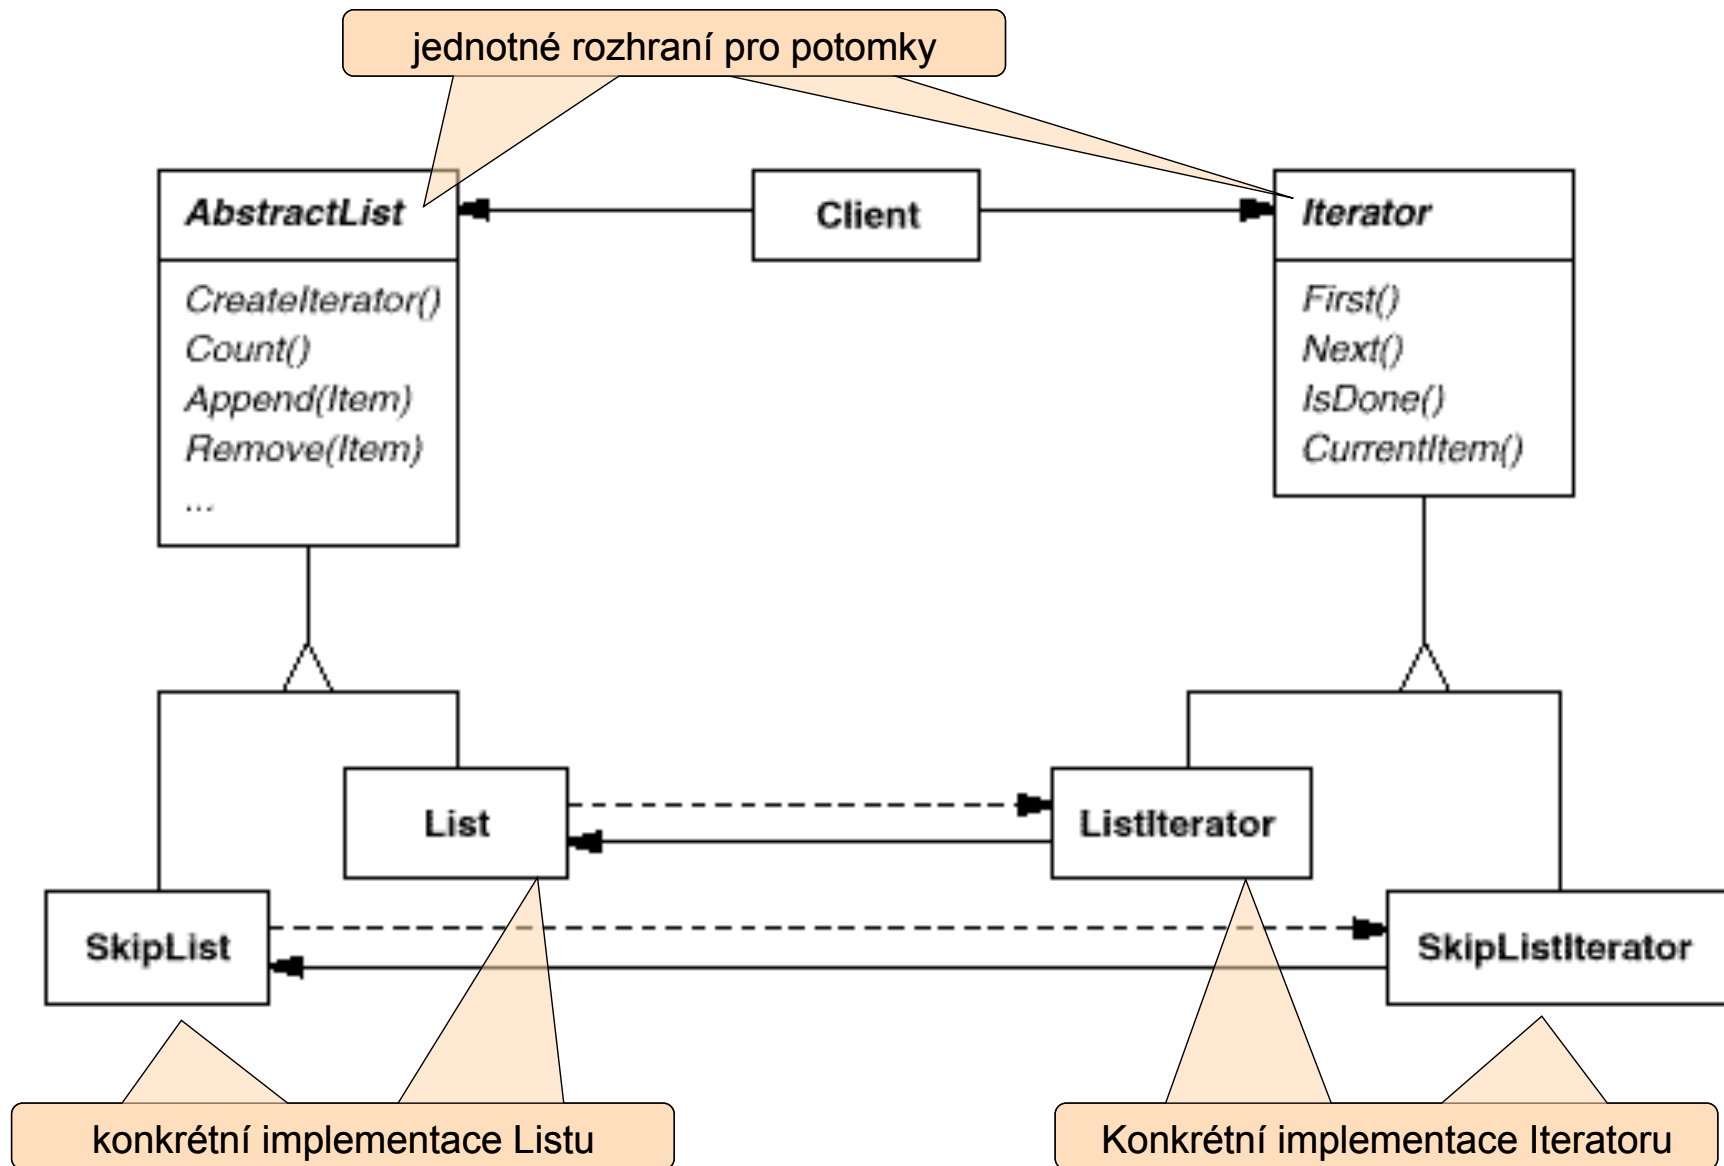 jednotné rozhraní pro potomky
AbstractList
CreateIterator()
Count()
Append(Item)
Remove(Item)
...
Client
Iterator
First()
Next()
IsDone()
CurrentItem()
List
ListIterator
SkipList
SkipListIterator
konkrétní implementace Listu
Konkrétní implementace Iteratoru